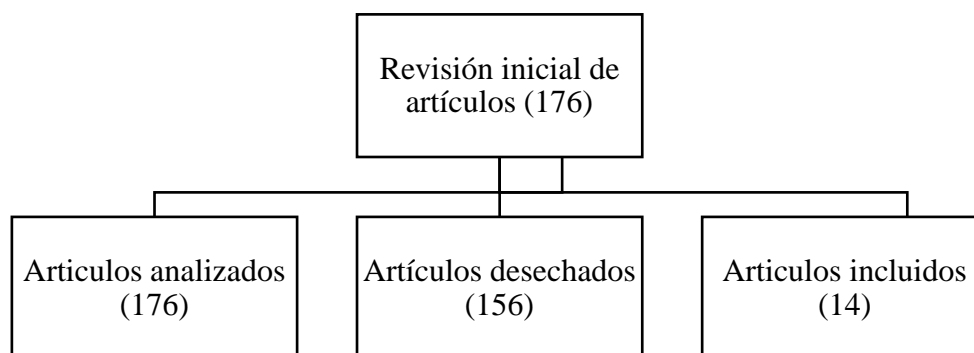 Revisión inicial de
artículos (176)
Articulos analizados
(176)
Artículos desechados
(156)
Articulos incluidos
(14)